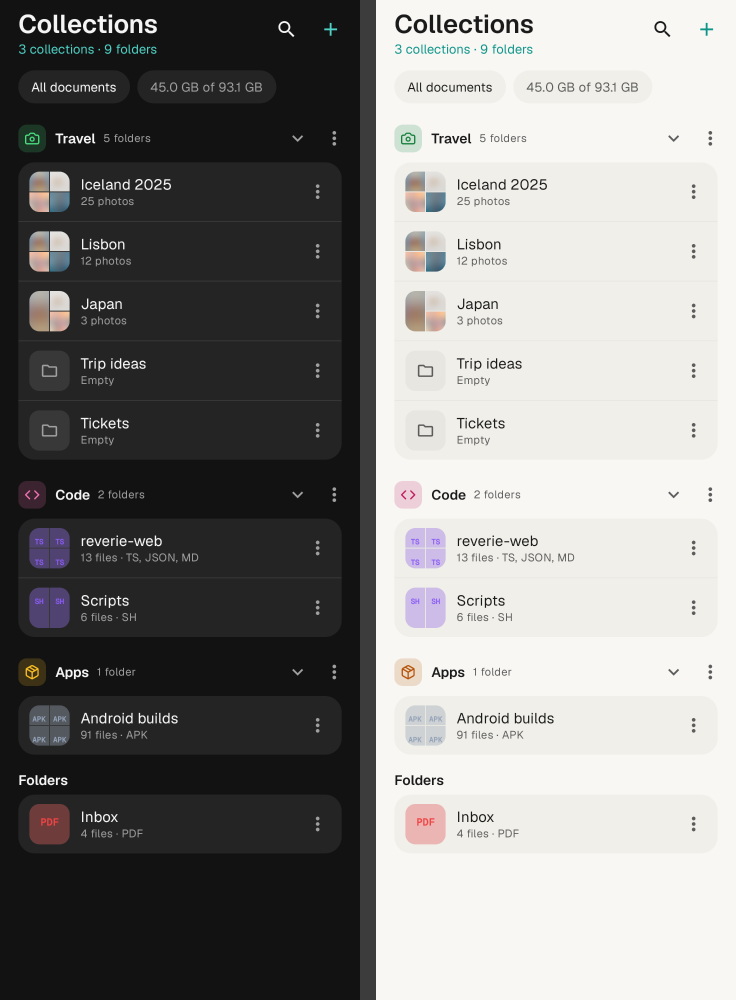 Collections
3 collections · 9 folders
All documents
45.0 GB of 93.1 GB
Travel 5 folders
Iceland 2025
25 photos
Lisbon
12 photos
Japan
3 photos
Trip ideas
Empty
Tickets
Empty
Code 2 folders
TS TS
TS TS
reverie-web
13 files · TS, JSON, MD
SH SH
Scripts
6 files · SH
Apps 1 folder
APK APK
APK APK
Android builds
91 files · APK
Folders
PDF
Inbox
4 files · PDF
Collections
3 collections · 9 folders
All documents
45.0 GB of 93.1 GB
Travel 5 folders
Iceland 2025
25 photos
Lisbon
12 photos
Japan
3 photos
Trip ideas
Empty
Tickets
Empty
Code 2 folders
TS TS
TS TS
reverie-web
13 files · TS, JSON, MD
SH SH
Scripts
6 files · SH
Apps 1 folder
APK APK
APK APK
Android builds
91 files · APK
Folders
PDF
Inbox
4 files · PDF